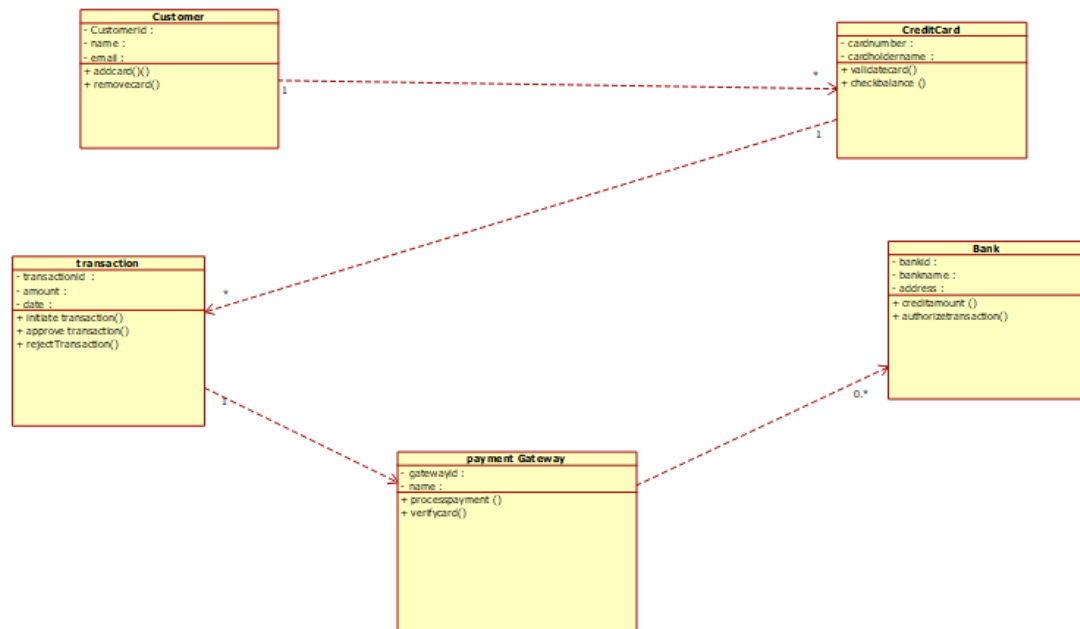 Customer
- CustomerId :
- name :
- email :
+ addcard()()
+ removecard()
1
*
CreditCard
- cardnumber :
- cardholdername :
+ validatecard()
+ checkbalance ()
1
*
transaction
- transactionId :
- amount :
- date :
+ initiate transaction()
+ approve transaction()
+ rejectTransaction()
1
Bank
- bankid :
- bankname :
- address :
+ creditamount ()
+ authorizetransaction()
0.*
payment Gateway
- gatewayid :
- name :
+ processpayment ()
+ verifycard()